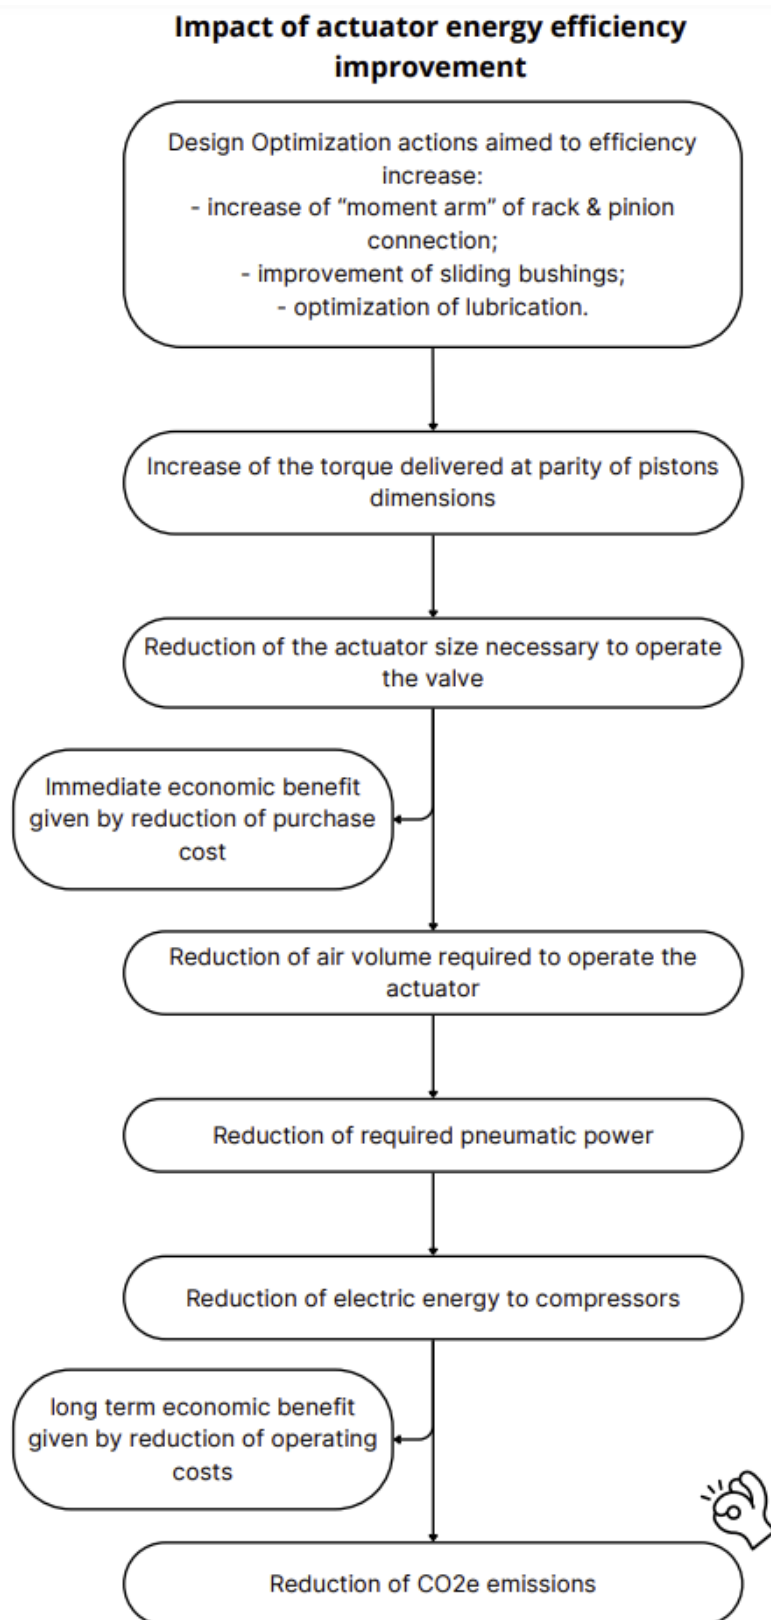 Impact of actuator energy efficiency
improvement
Design Optimization actions aimed to efficiency
increase:
- increase of “moment arm” of rack & pinion
connection;
- improvement of sliding bushings;
- optimization of lubrication.
Increase of the torque delivered at parity of pistons
dimensions
Reduction of the actuator size necessary to operate
the valve
Immediate economic benefit
given by reduction of purchase
cost
Reduction of air volume required to operate the
actuator
Reduction of required pneumatic power
Reduction of electric energy to compressors
long term economic benefit
given by reduction of operating
costs
Reduction of CO2e emissions